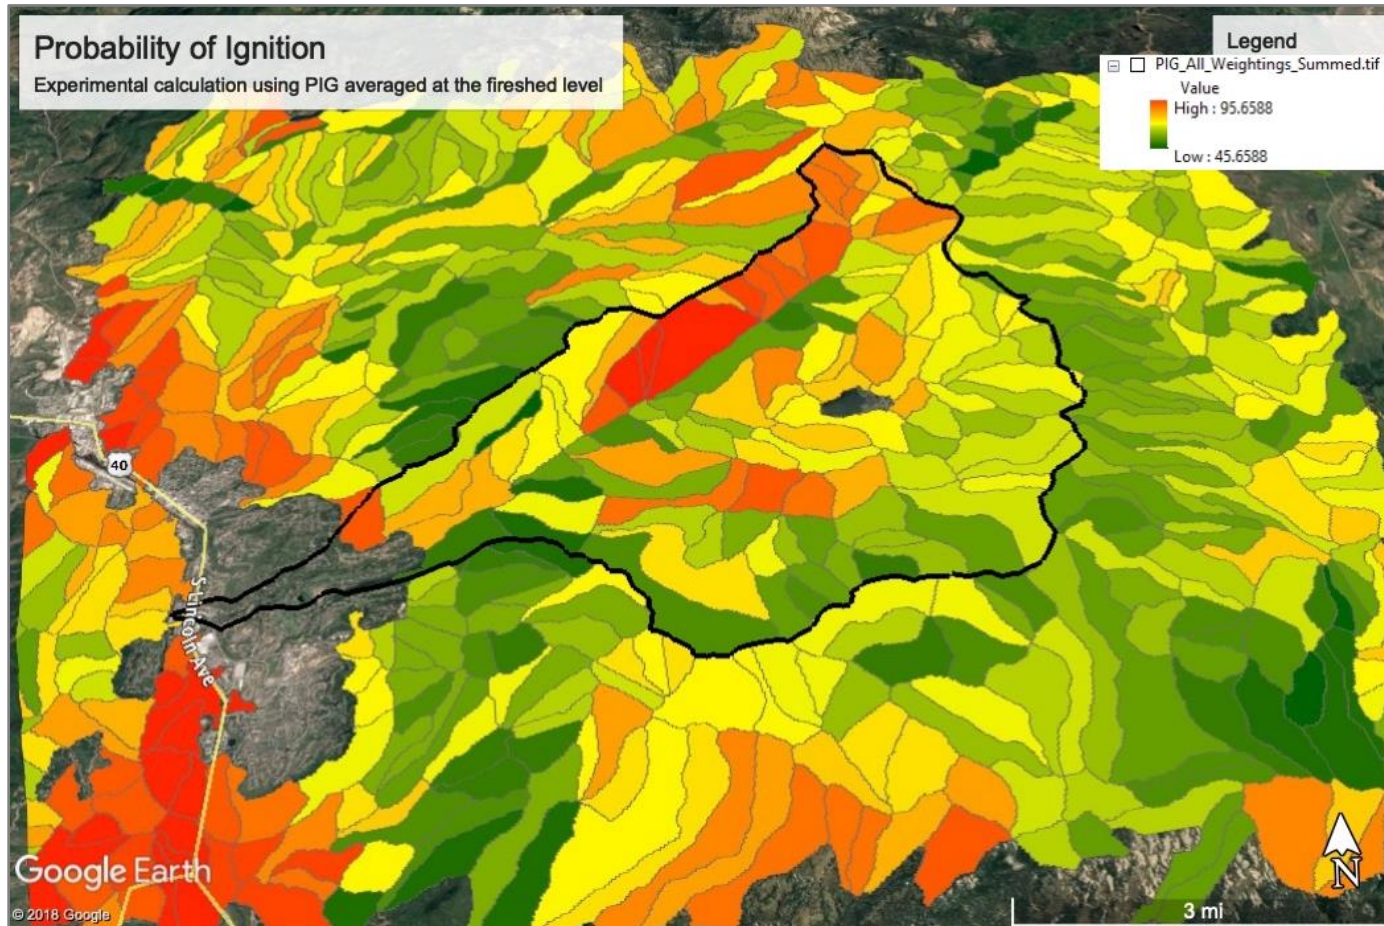 Probability of Ignition
Experimental calculation using PIG averaged at the fireshed level
Legend
PIG_All_Weightings_Summed.tif
Value
High : 95.6588
Low : 45.6588
40
S Lincoln Ave
Google Earth
© 2018 Google
N
3 mi